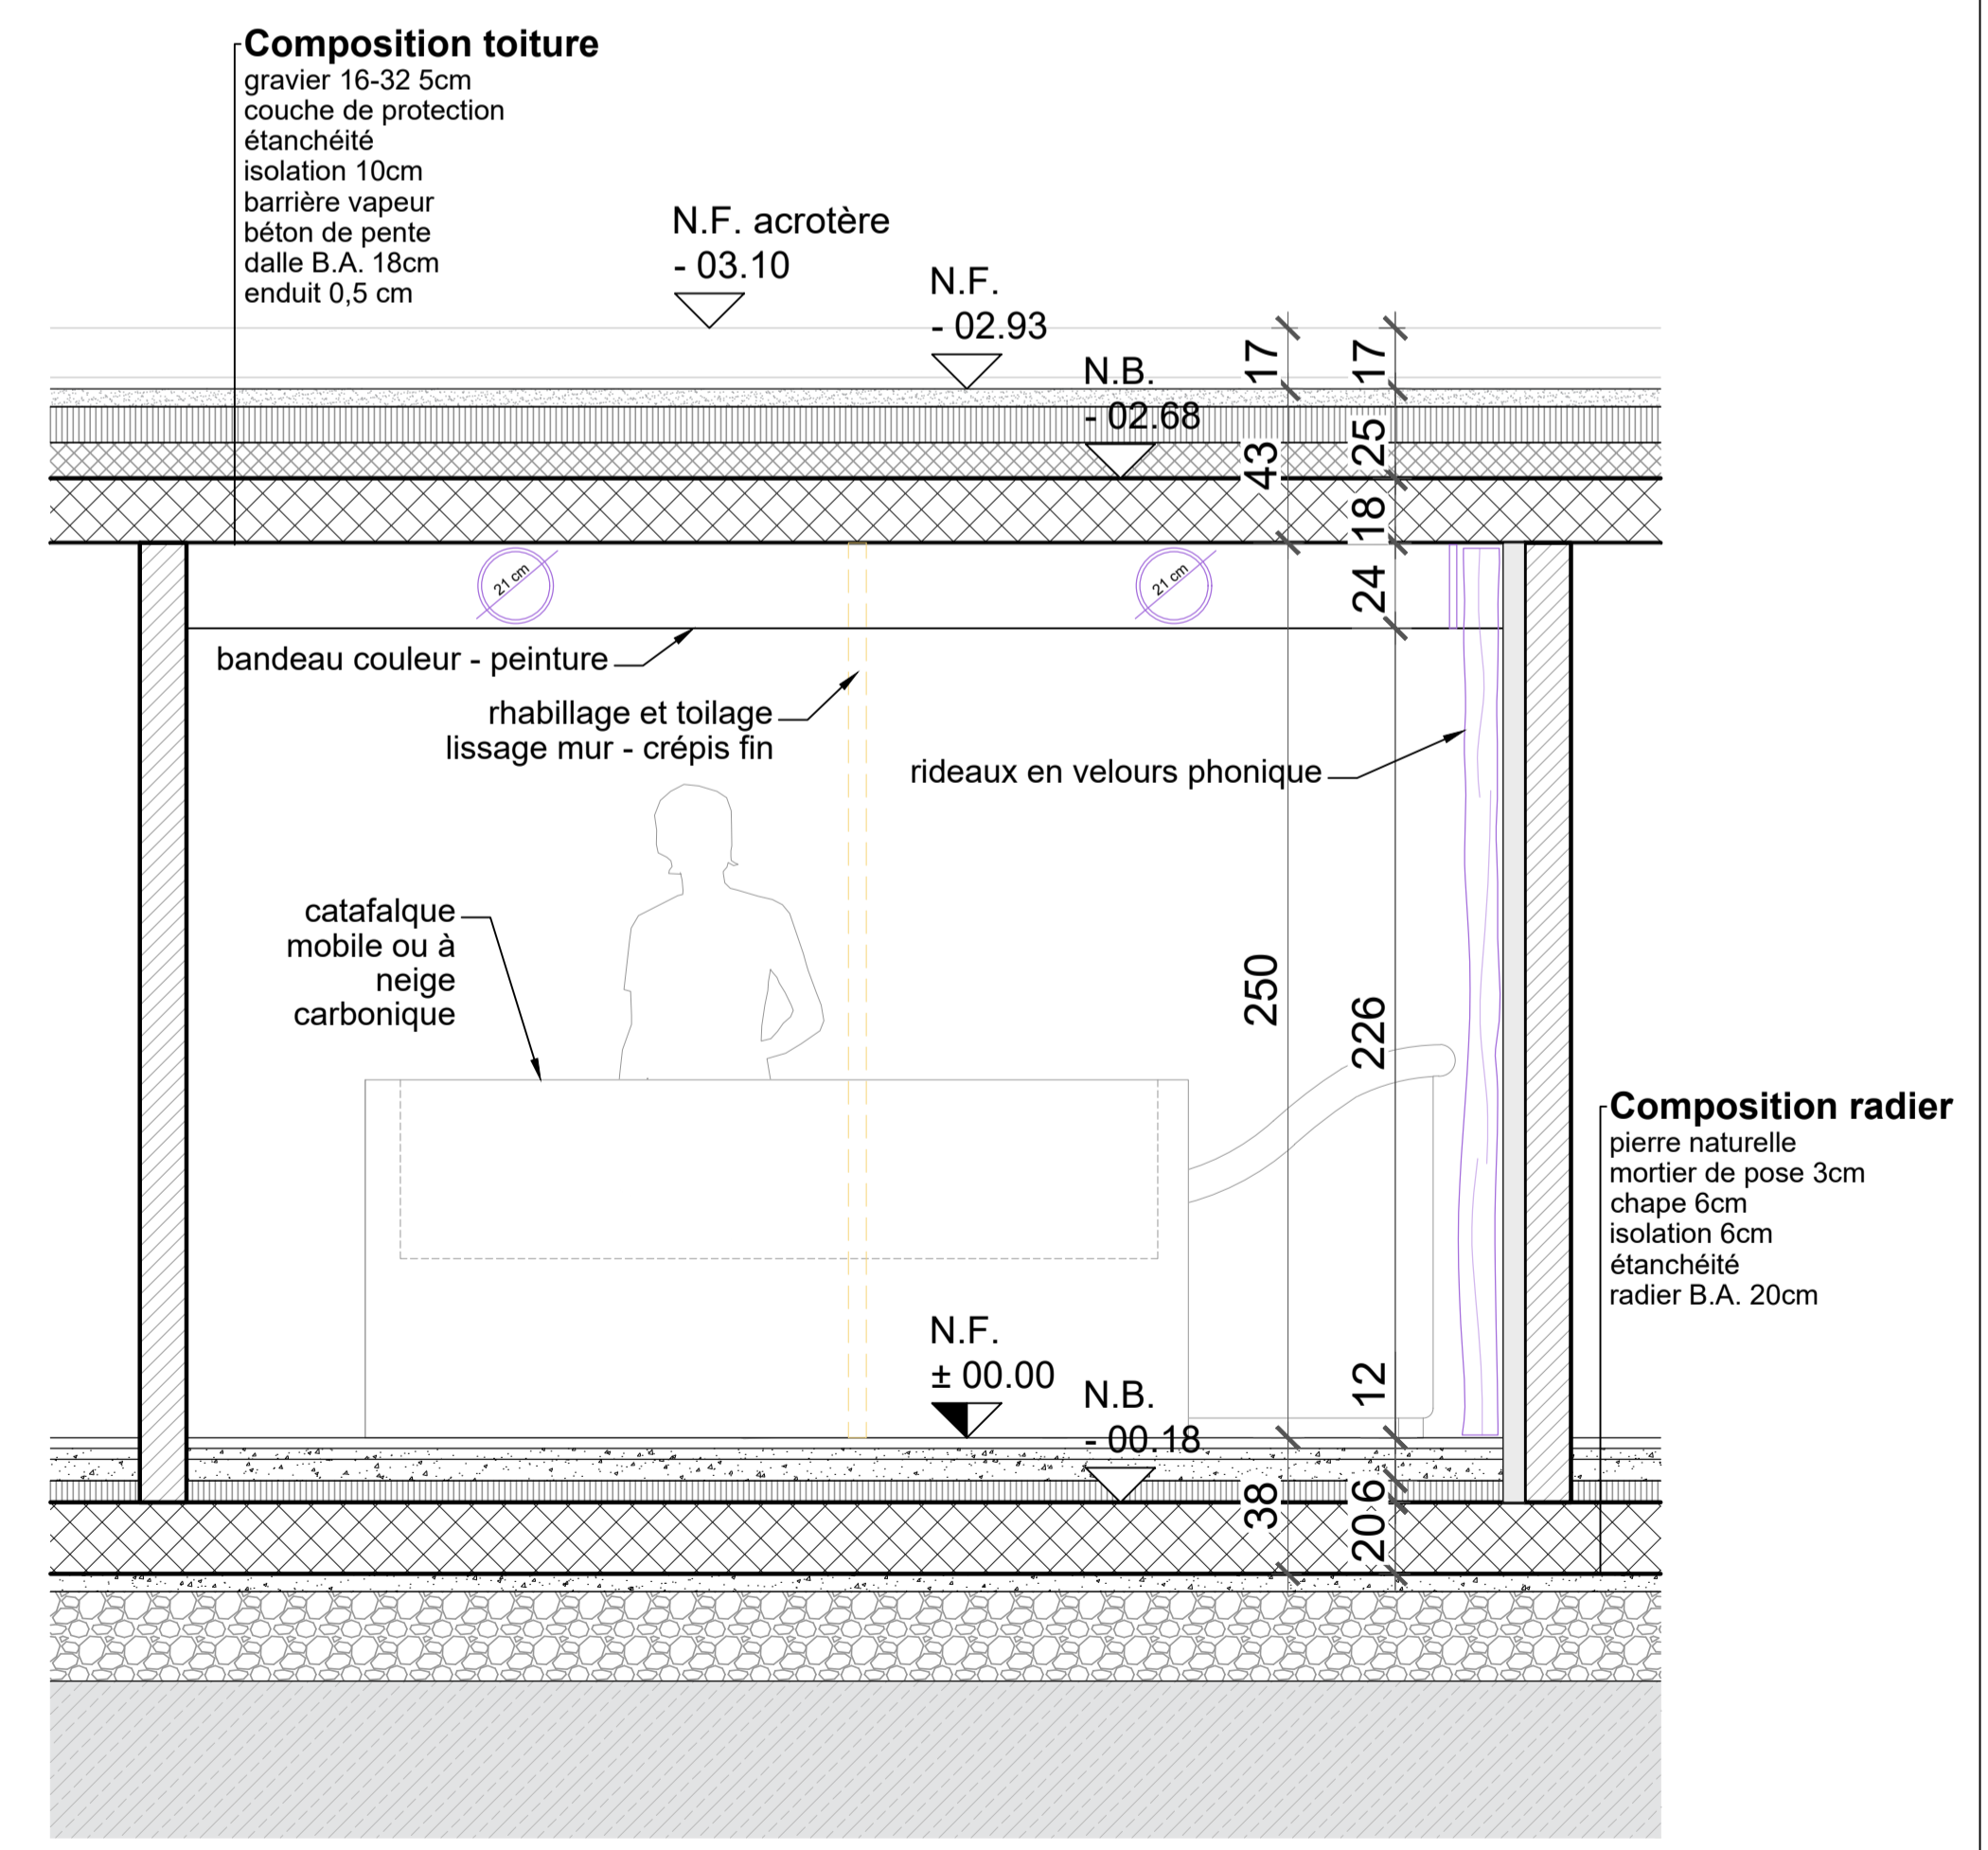 Composition toiture
gravier 16-32 5cm
couche de protection
étanchéité
isolation 10cm
barrière vapeur
béton de pente
dalle B.A. 18cm
enduit 0,5 cm
N.F. acrotère
- 03.10
N.F.
- 02.93
N.B.
- 02.68
17
17
43
25
18
24
21 cm
21 cm
bandeau couleur - peinture
rhabillage et toilage
lissage mur - crépis fin
rideaux en velours phonique
catafalque
mobile ou à
neige
carbonique
250
226
Composition radier
pierre naturelle
mortier de pose 3cm
chape 6cm
isolation 6cm
étanchéité
radier B.A. 20cm
N.F.
± 00.00
N.B.
- 00.18
12
38
6
20